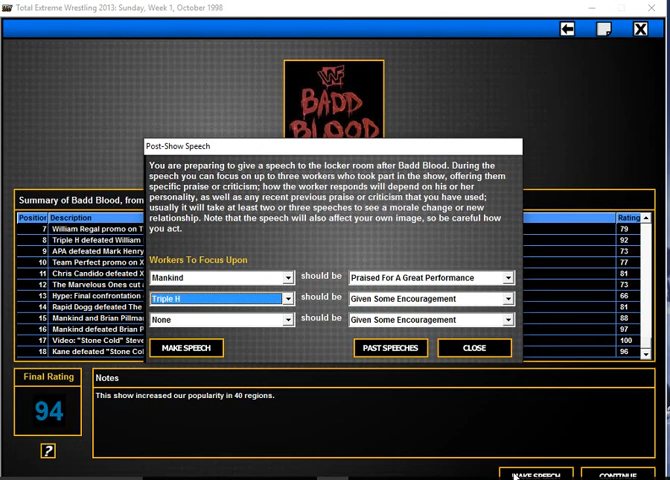 Total Extreme Wrestling 2013: Sunday, Week 1, October 1998
WF
BADD
BLOOD
Post-Show Speech
You are preparing to give a speech to the locker room after Badd Blood. During the
speech you can focus on up to three workers who took part in the show, offering them
specific praise or criticism; how the worker responds will depend on his or her
personality, as well as any recent previous praise or criticism that you have used;
usually it will take at least two or three speeches to see a morale change or new
relationship. Note that the speech will also affect your own image, so be careful how
you act.
Workers To Focus Upon
Mankind should be Praised For A Great Performance
Triple H should be Given Some Encouragement
None should be Given Some Encouragement
MAKE SPEECH PAST SPEECHES CLOSE
Summary of Badd Blood, from
Position Description Rating
7 William Regal promo on T 79
8 Triple H defeated William 92
9 APA defeated Mark Henry 73
10 Team Perfect promo on X 77
11 Chris Candido defeated X 81
12 The Marvelous Ones cut a 73
13 Hype: Final confrontation 66
14 Rapid Dogg defeated The 81
15 Mankind and Brian Pillman 88
16 Mankind defeated Brian P 97
17 Video: "Stone Cold" Steve 100
18 Kane defeated "Stone Col 96
Final Rating
94
?
Notes
This show increased our popularity in 40 regions.
MAKE SPEECH CONTINUE